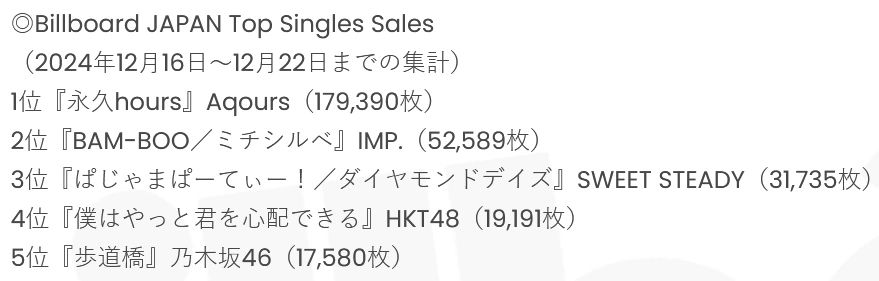 ◎Billboard JAPAN Top Singles Sales
（2024年12月16日～12月22日までの集計）
1位『永久hours』Aqours（179,390枚）
2位『BAM-BOO／ミチシルベ』IMP.（52,589枚）
3位『ぱじゃまぱーてぃー！／ダイヤモンドデイズ』SWEET STEADY（31,735枚）
4位『僕はやっと君を心配できる』HKT48（19,191枚）
5位『歩道橋』乃木坂46（17,580枚）